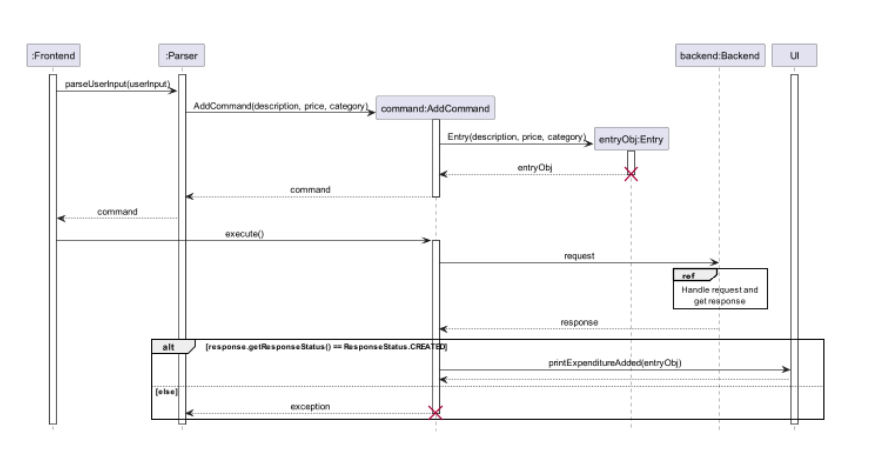 :Frontend
:Parser
backend:Backend
UI
parseUserInput(userInput)
AddCommand(description, price, category)
command:AddCommand
Entry(description, price, category)
entryObj:Entry
entryObj
command
command
execute()
request
ref
Handle request and
get response
response
alt
[response.getResponseStatus() == ResponseStatus.CREATED]
printExpenditureAdded(entryObj)
[else]
exception